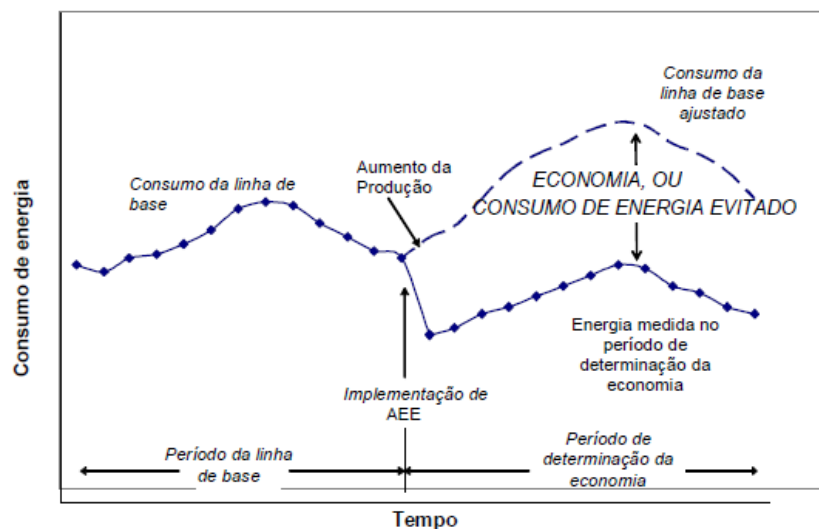 Consumo de energia
Consumo da linha de
base
Aumento da
Produção
Consumo da
linha de base
ajustado
ECONOMIA, OU
CONSUMO DE ENERGIA EVITADO
Energia medida no
período de
determinação da
economia
Implementação de
AEE
Período da linha
de base
Período de
determinação da
economia
Tempo